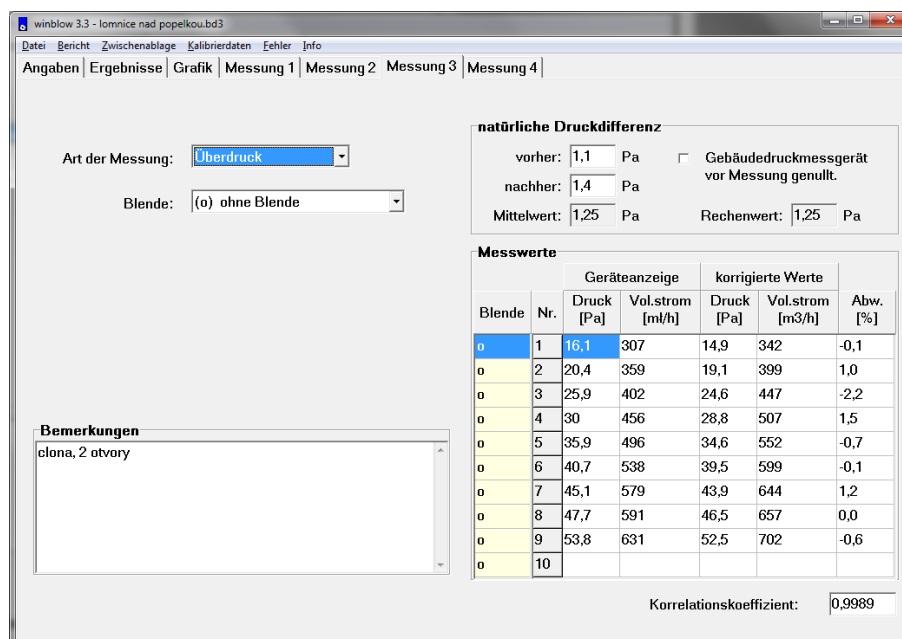 winblow 3.3 - lomnice nad popelkou.bd3
Datei Bericht Zwischenablage Kalibrierdaten Fehler Info
Angaben Ergebnisse Grafik Messung 1 Messung 2 Messung 3 Messung 4
Art der Messung: Überdruck
Blende: (o) ohne Blende
natürliche Druckdifferenz
vorher: 1,1 Pa
Gebäudedruckmessgerät
vor Messung genullt.
nachher: 1,4 Pa
Mittelwert: 1,25 Pa Rechenwert: 1,25 Pa
Messwerte
Geräteanzeige korrigierte Werte
Blende Nr. Druck [Pa] Vol.strom [mł/h] Druck [Pa] Vol.strom [m3/h] Abw. [%]
o 1 16,1 307 14,9 342 -0,1
o 2 20,4 359 19,1 399 1,0
o 3 25,9 402 24,6 447 -2,2
o 4 30 456 28,8 507 1,5
o 5 35,9 496 34,6 552 -0,7
o 6 40,7 538 39,5 599 -0,1
o 7 45,1 579 43,9 644 1,2
o 8 47,7 591 46,5 657 0,0
o 9 53,8 631 52,5 702 -0,6
o 10
Bemerkungen
clona, 2 otvory
Korrelationskoeffizient: 0,9989